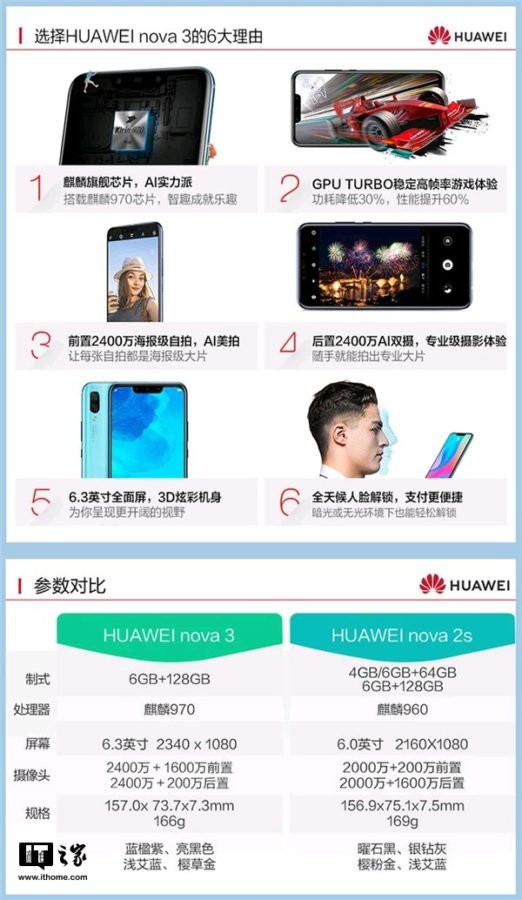 选择HUAWEI nova 3的6大理由
HUAWEI
Kirin 970
1
麒麟旗舰芯片，AI实力派
搭载麒麟970芯片，智趣成就乐趣
2
GPU TURBO稳定高帧率游戏体验
功耗降低30%，性能提升60%
3
前置2400万海报级自拍，AI美拍
让每张自拍都是海报级大片
4
后置2400万AI双摄，专业级摄影体验
随手就能拍出专业大片
5
6.3英寸全面屏，3D炫彩机身
为你呈现更开阔的视野
6
全天候人脸解锁，支付更便捷
暗光或无光环境下也能轻松解锁
参数对比
HUAWEI
HUAWEI nova 3
HUAWEI nova 2s
制式
6GB+128GB
4GB/6GB+64GB
6GB+128GB
处理器
麒麟970
麒麟960
屏幕
6.3英寸 2340 x 1080
6.0英寸 2160X1080
摄像头
2400万+1600万前置
2400万+200万后置
2000万+200万前置
2000万+1600万后置
规格
157.0x 73.7x7.3mm
166g
156.9x75.1x7.5mm
169g
蓝楹紫、亮黑色
浅艾蓝、樱草金
曜石黑、银钻灰
樱粉金、浅艾蓝
IT之家
www.ithome.com